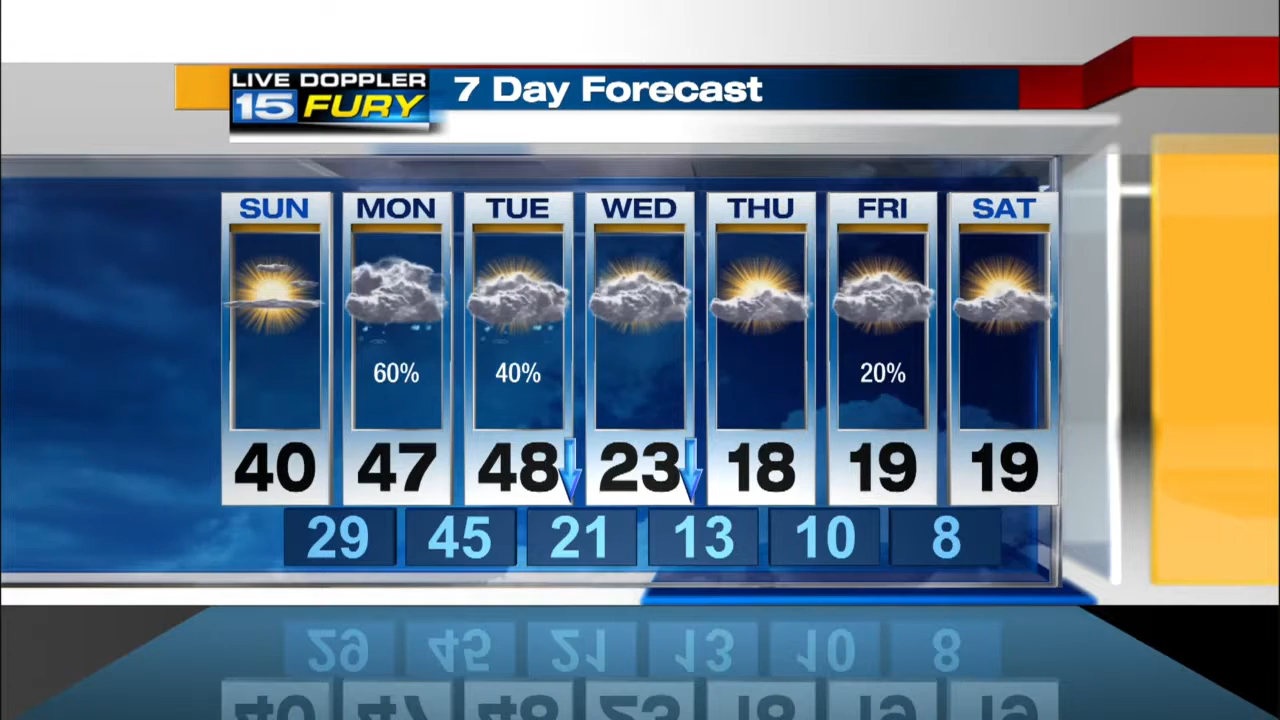 LIVE DOPPLER
15 FURY
7 Day Forecast
SUN MON TUE WED THU FRI SAT
60% 40% 20%
40 47 48 23 18 19 19
29 45 21 13 10 8